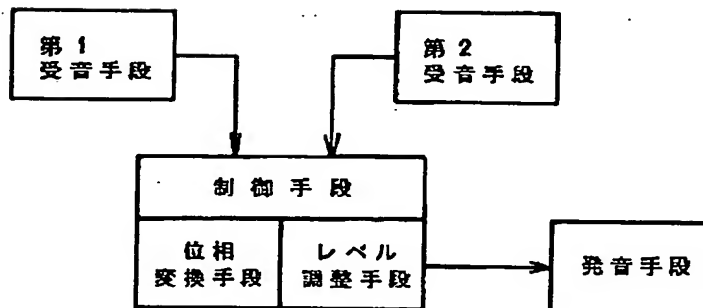 第1
受音手段
第2
受音手段
制御手段
位相
変換手段
レベル
調整手段
発音手段